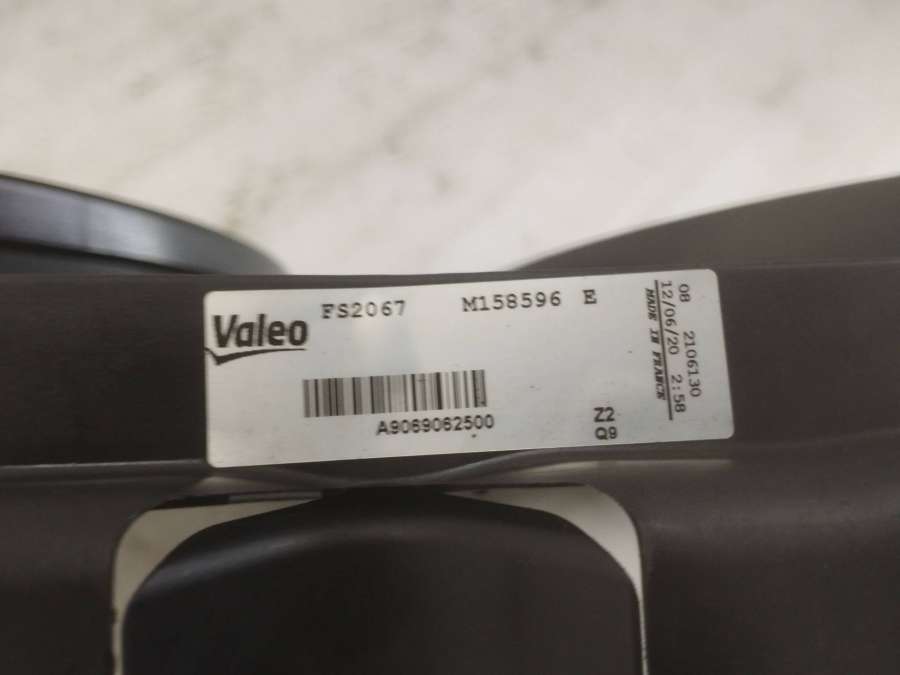 Valeo
FS2067 M158596 E
A9069062500
Z2
Q9
08 2106130
12/06/20 2:58
MADE IN FRANCE